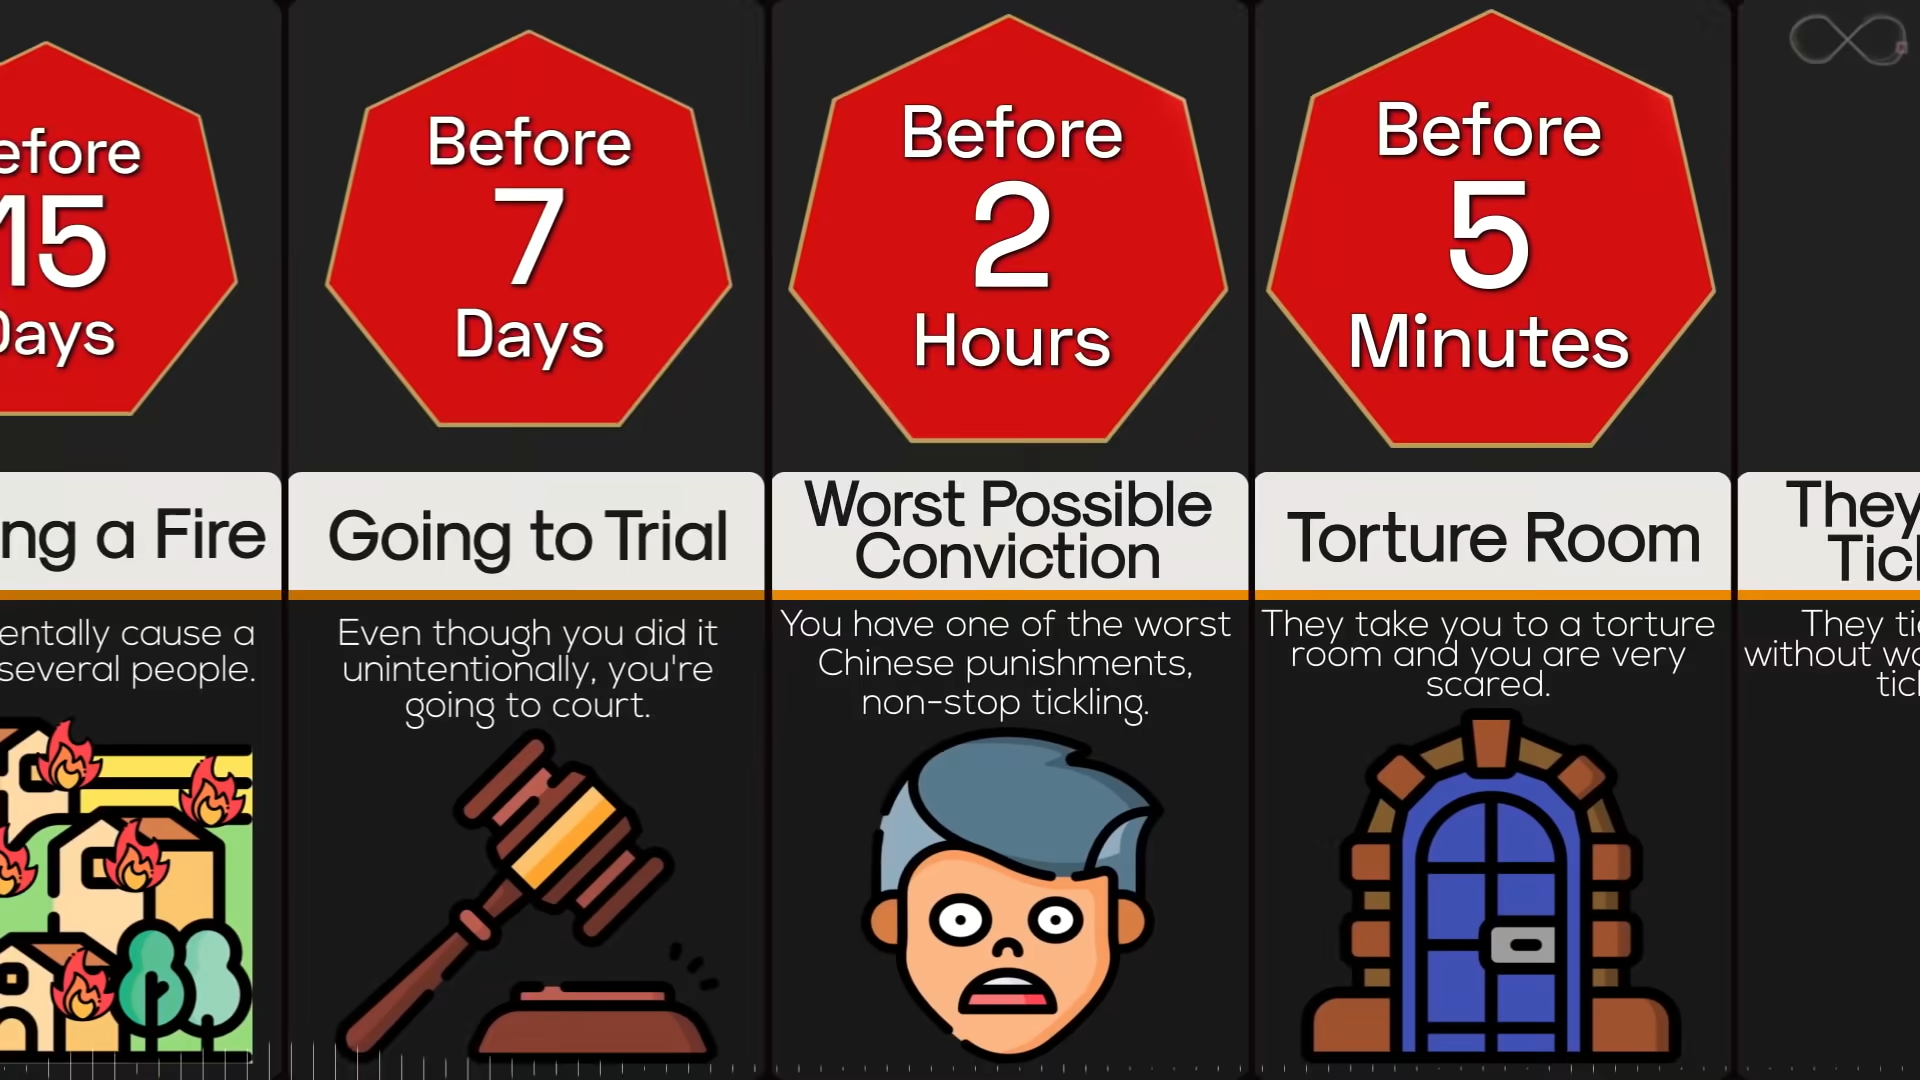 efore
15
Days
ng a Fire
entally cause a
several people.
Before
7
Days
Going to Trial
Even though you did it
unintentionally, you're
going to court.
Before
2
Hours
Worst Possible
Conviction
You have one of the worst
Chinese punishments,
non-stop tickling.
Before
5
Minutes
Torture Room
They take you to a torture
room and you are very
scared.
They
Tic
They tie
without wa
tick